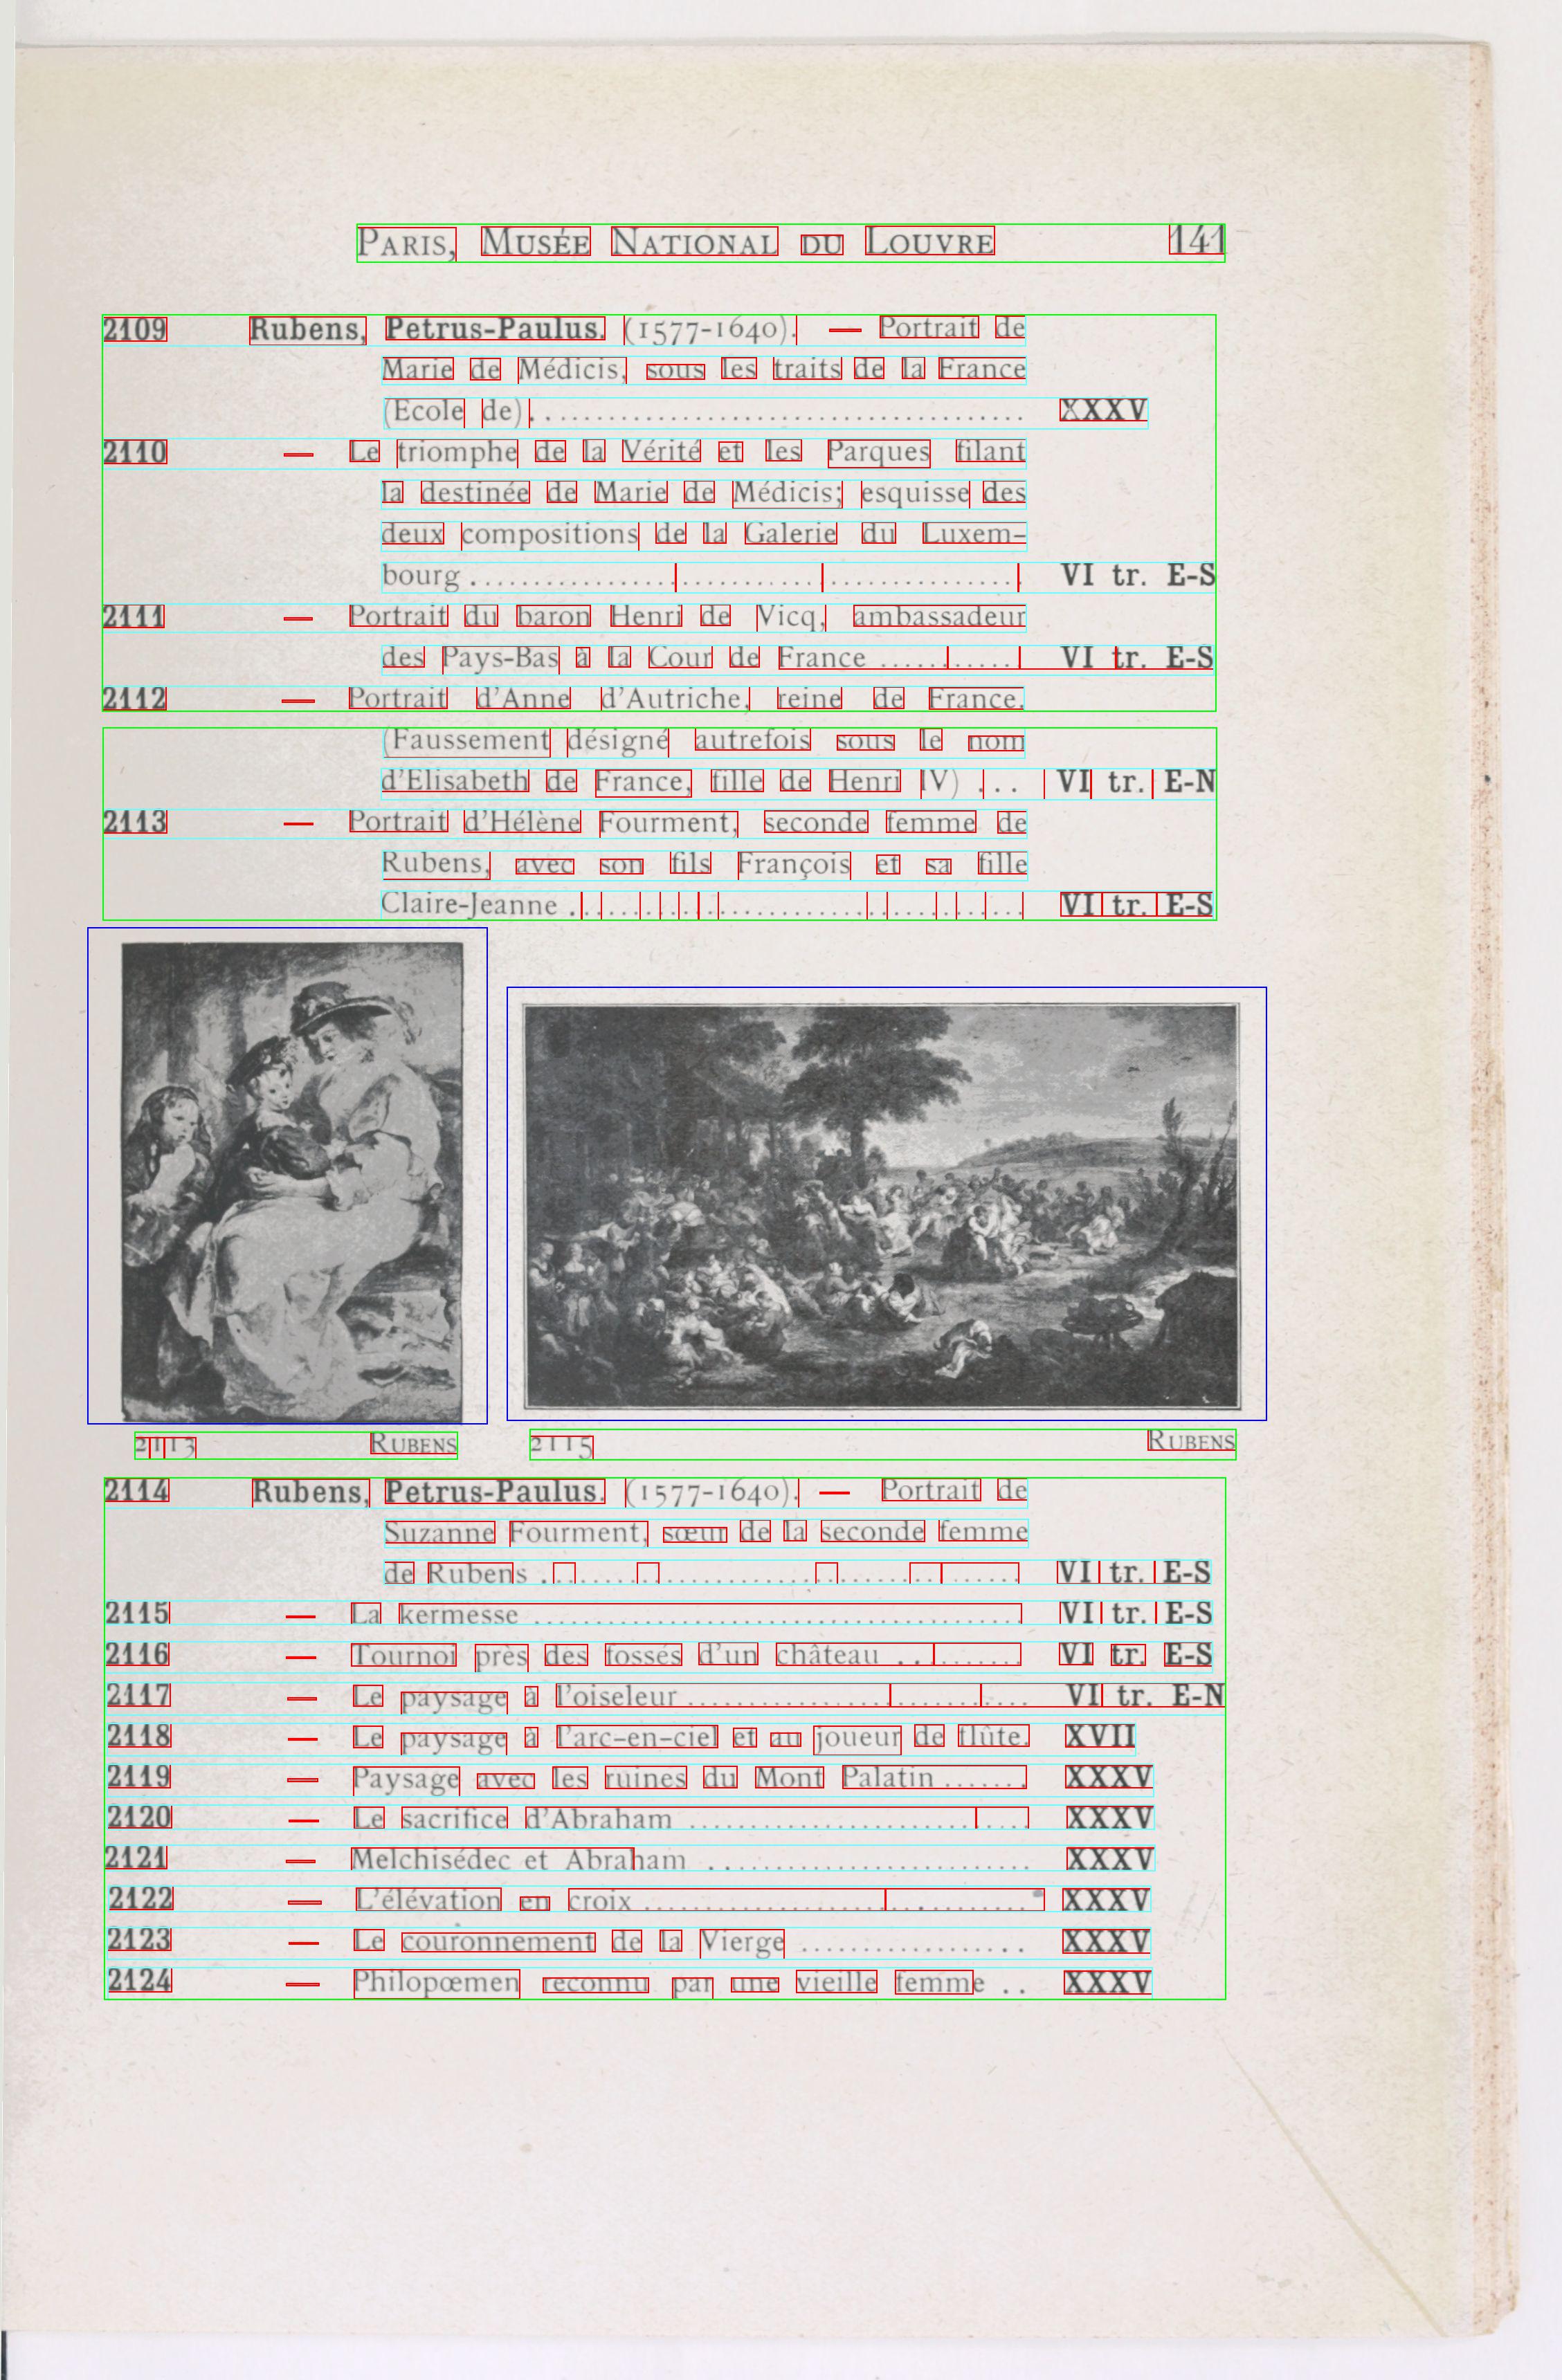 PARIS, MUSÉE NATIONAL DU LOUVRE 141
2109 Rubens, Petrus-Paulus. (1577-1640). — Portrait de
Marie de Médicis, sous les traits de la France
(Ecole de) ....................................... XXXV
2110 — Le triomphe de la Vérité et les Parques filant
la destinée de Marie de Médicis; esquisse des
deux compositions de la Galerie du Luxem-
bourg ............................................ VI tr. E-S
2111 — Portrait du baron Henri de Vicq, ambassadeur
des Pays-Bas à la Cour de France ........... VI tr. E-S
2112 — Portrait d'Anne d'Autriche, reine de France.
(Faussement désigné autrefois sous le nom
d'Elisabeth de France, fille de Henri IV) ... VI tr. E-N
2113 — Portrait d'Hélène Fourment, seconde femme de
Rubens, avec son fils François et sa fille
Claire-Jeanne .................................... VI tr. E-S
2113 RUBENS
2115 RUBENS
2114 Rubens, Petrus-Paulus. (1577-1640). — Portrait de
Suzanne Fourment, sœur de la seconde femme
de Rubens ...................................... VI tr. E-S
2115 — La kermesse ....................................... VI tr. E-S
2116 — Tournoi près des fossés d'un château .......... VI tr. E-S
2117 — Le paysage à l'oiseleur ........................... VI tr. E-N
2118 — Le paysage à l'arc-en-ciel et au joueur de flûte. XVII
2119 — Paysage avec les ruines du Mont Palatin ....... XXXV
2120 — Le sacrifice d'Abraham ........................... XXXV
2121 — Melchisédec et Abraham .......................... XXXV
2122 — L'élévation en croix .............................. XXXV
2123 — Le couronnement de la Vierge .................. XXXV
2124 — Philopœmen reconnu par une vieille femme .. XXXV